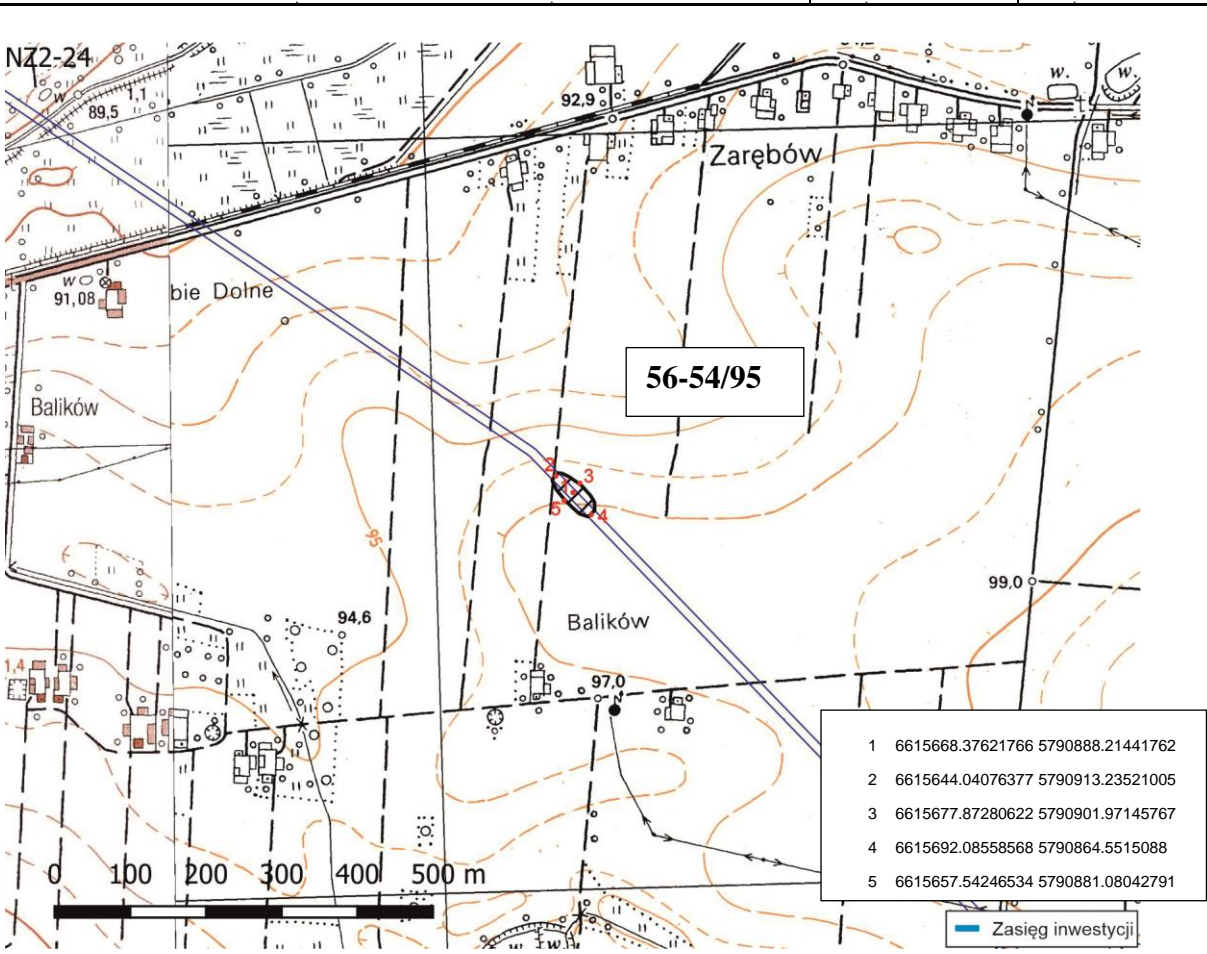 NZ2-24
w
1,1
89,5
92,9
w.
w.
N
Zarębów
w
91,08
bie Dolne
56-54/95
Balików
2
3
1
5
4
95
99,0
94,6
Balików
1,4
97,0
N
1 6615668.37621766 5790888.21441762
2 6615644.04076377 5790913.23521005
3 6615677.87280622 5790901.97145767
4 6615692.08558568 5790864.5515088
5 6615657.54246534 5790881.08042791
0 100 200 300 400 500 m
w.
w.
Zasięg inwestycji